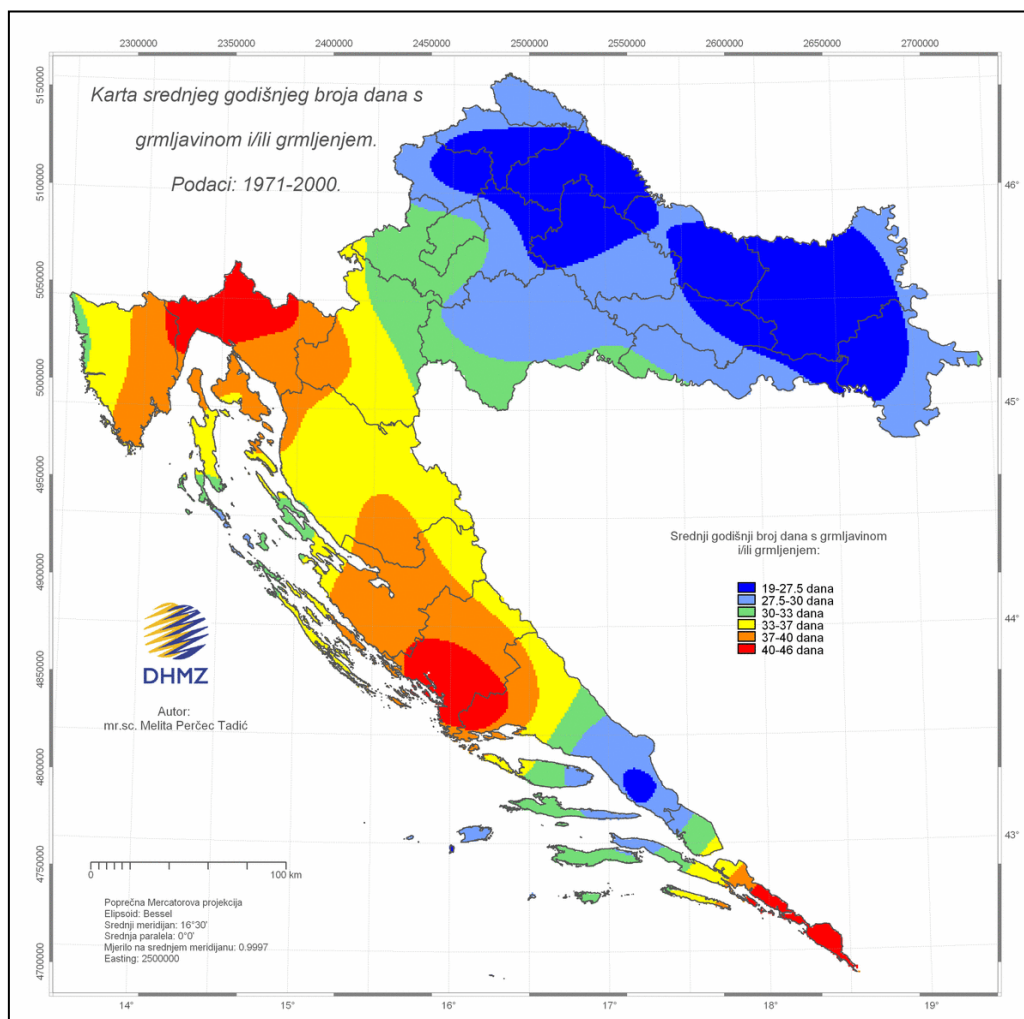 2300000 2350000 2400000 2450000 2500000 2550000 2600000 2650000 2700000
5150000
5100000
5050000
5000000
4950000
4900000
4850000
4800000
4750000
4700000
Karta srednjeg godišnjeg broja dana s
grmljavinom i/ili grmljenjem.
Podaci: 1971-2000.
46°
45°
44°
43°
Srednji godišnji broj dana s grmljavinom
i/ili grmljenjem:
19-27.5 dana
27.5-30 dana
30-33 dana
33-37 dana
37-40 dana
40-46 dana
DHMZ
Autor:
mr.sc. Melita Perčec Tadić
0 100 km
Poprečna Mercatorova projekcija
Elipsoid: Bessel
Srednji meridijan: 16°30'
Srednja paralela: 0°0'
Mjerilo na srednjem meridijanu: 0.9997
Easting: 2500000
14° 15° 16° 17° 18° 19°